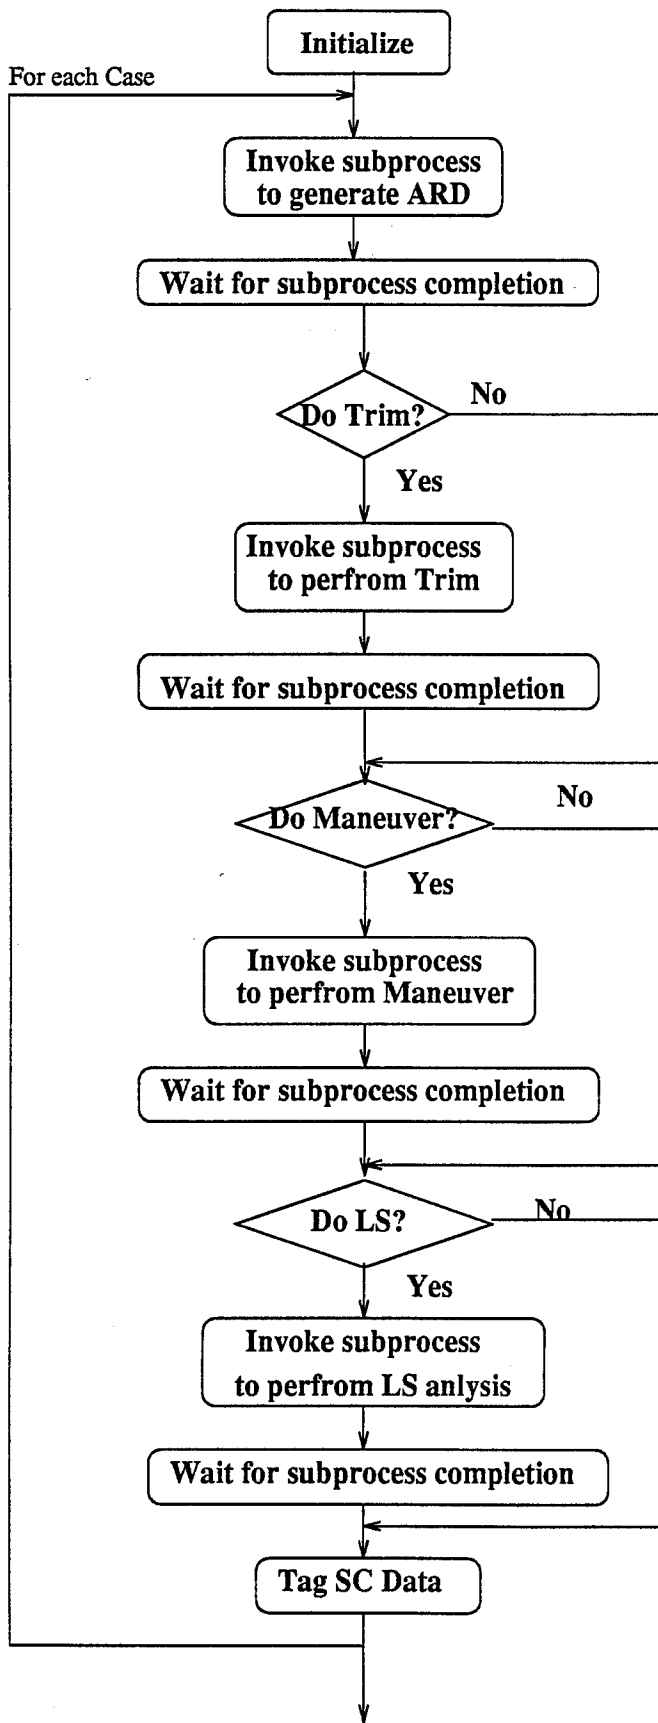 Initialize
For each Case
Invoke subprocess
to generate ARD
Wait for subprocess completion
Do Trim?
No
Yes
Invoke subprocess
to perfrom Trim
Wait for subprocess completion
Do Maneuver?
No
Yes
Invoke subprocess
to perfrom Maneuver
Wait for subprocess completion
Do LS?
No
Yes
Invoke subprocess
to perfrom LS anlysis
Wait for subprocess completion
Tag SC Data